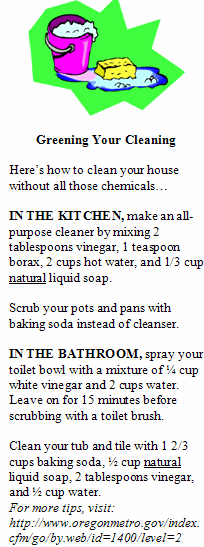 Greening Your Cleaning
Here's how to clean your house
without all those chemicals…
IN THE KITCHEN, make an all-
purpose cleaner by mixing 2
tablespoons vinegar, 1 teaspoon
borax, 2 cups hot water, and 1/3 cup
natural liquid soap.
Scrub your pots and pans with
baking soda instead of cleanser.
IN THE BATHROOM, spray your
toilet bowl with a mixture of ¼ cup
white vinegar and 2 cups water.
Leave on for 15 minutes before
scrubbing with a toilet brush.
Clean your tub and tile with 1 2/3
cups baking soda, ½ cup natural
liquid soap, 2 tablespoons vinegar,
and ½ cup water.
For more tips, visit:
http://www.oregonmetro.gov/index.
cfm/go/by.web/id=1400/level=2